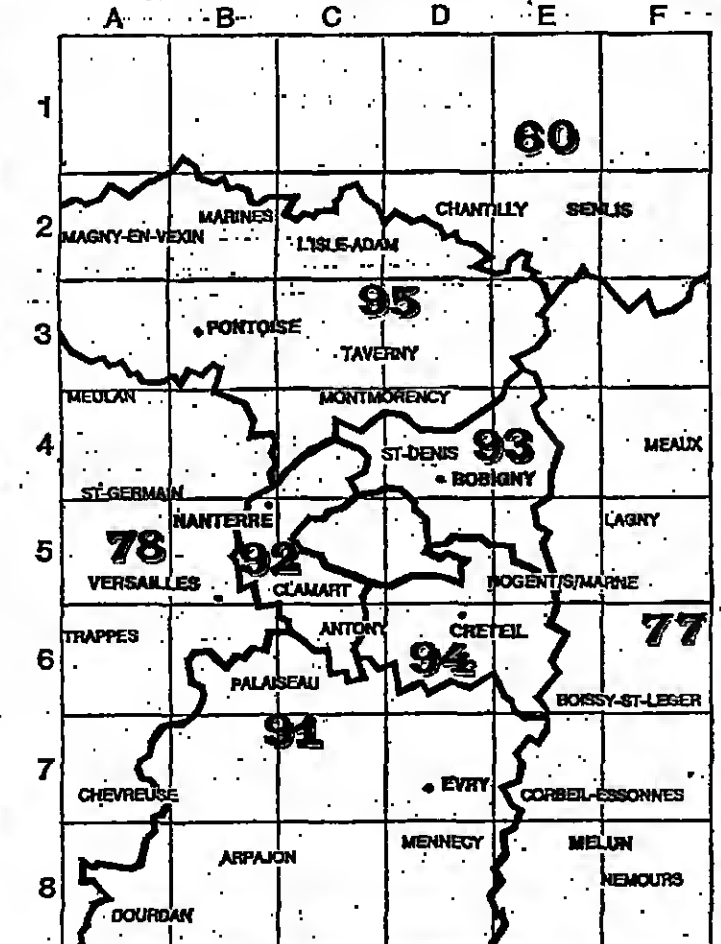 A B C D E F
1
60
2
MARINES CHANTILLY SENLIS
MAGNY-EN-VEXIN L'ISLE-ADAM
95
3
PONTOISE
TAVERNY
MEULAN MONTMORENCY
4
ST-DENIS 93 MEAUX
BOBIGNY
ST-GERMAIN
NANTERRE LAGNY
5
78 92
VERSAILLES CLAMART NOGENT/S/MARNE
TRAPPES ANTONY CRETEIL 77
6
94
PALAISEAU
BOISSY-ST-LEGER
91
7
CHEVREUSE EVRY CORBEIL-ESSONNES
MENNECY MELUN
ARPAJON
8
NEMOURS
DOURDAN